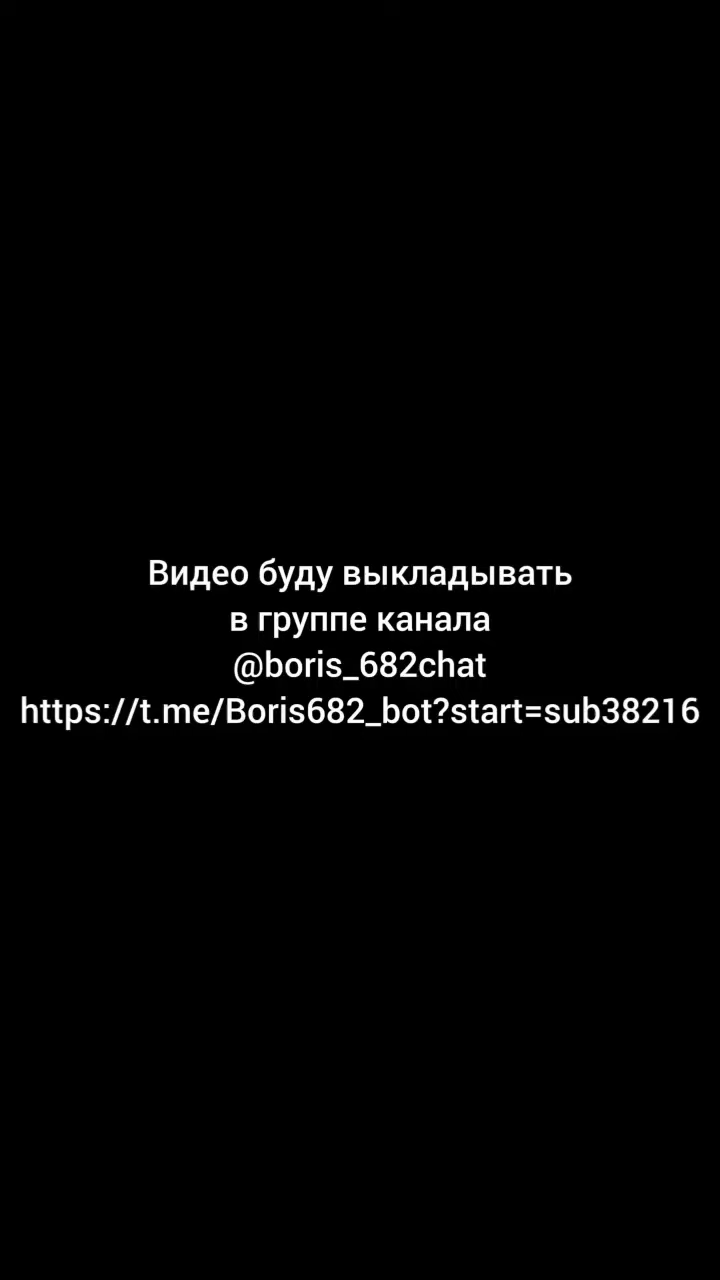 Видео буду выкладывать
в группе канала
@boris_682chat
https://t.me/Boris682_bot?start=sub38216